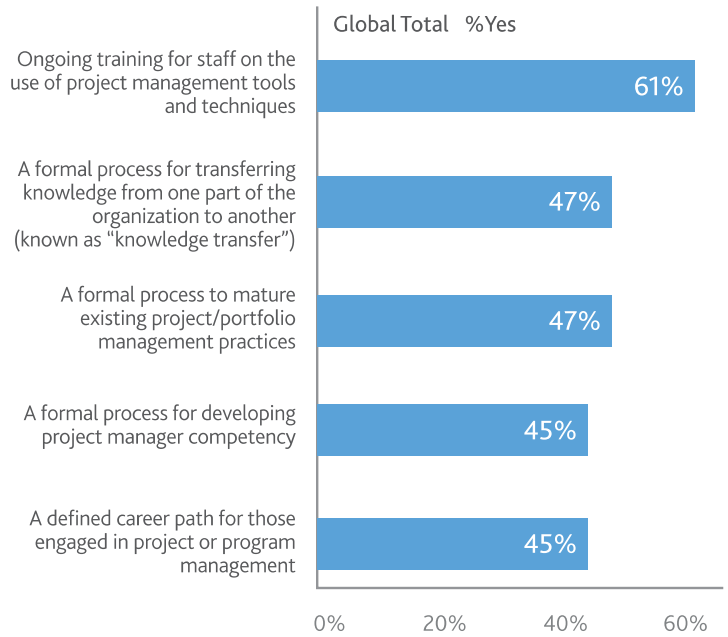 Global Total %Yes
Ongoing training for staff on the
use of project management tools
and techniques
61%
A formal process for transferring
knowledge from one part of the
organization to another
(known as “knowledge transfer”)
47%
A formal process to mature
existing project/portfolio
management practices
47%
A formal process for developing
project manager competency
45%
A defined career path for those
engaged in project or program
management
45%
0% 20% 40% 60%